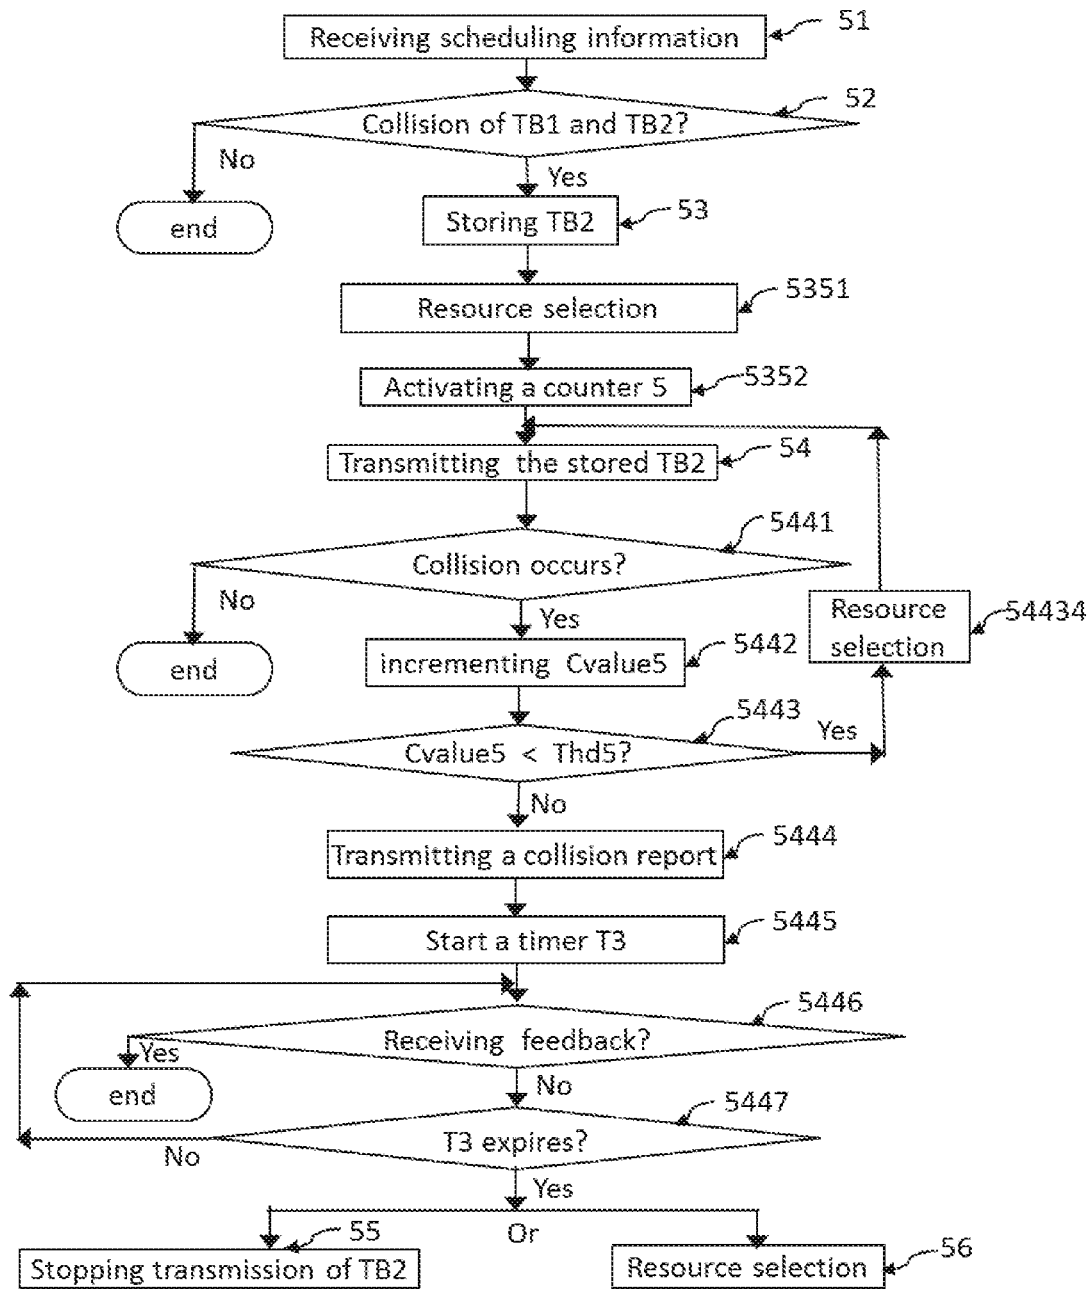 51
Receiving scheduling information
52
Collision of TB1 and TB2?
No
Yes
end
Storing TB2
53
Resource selection
5351
Activating a counter 5
5352
Transmitting the stored TB2
54
5441
Collision occurs?
No
Yes
Resource
selection
54434
end
incrementing Cvalue5
5442
5443
Cvalue5 < Thd5?
Yes
No
Transmitting a collision report
5444
Start a timer T3
5445
5446
Receiving feedback?
Yes
No
end
5447
T3 expires?
No
Yes
Or
55
Stopping transmission of TB2
Resource selection
56